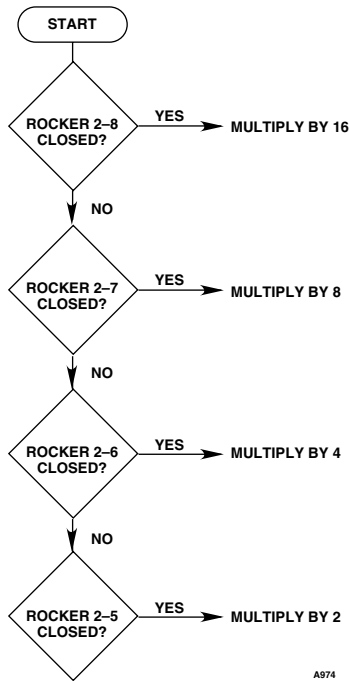 START
ROCKER 2–8
CLOSED?
YES
MULTIPLY BY 16
NO
ROCKER 2–7
CLOSED?
YES
MULTIPLY BY 8
NO
ROCKER 2–6
CLOSED?
YES
MULTIPLY BY 4
NO
ROCKER 2–5
CLOSED?
YES
MULTIPLY BY 2
A974